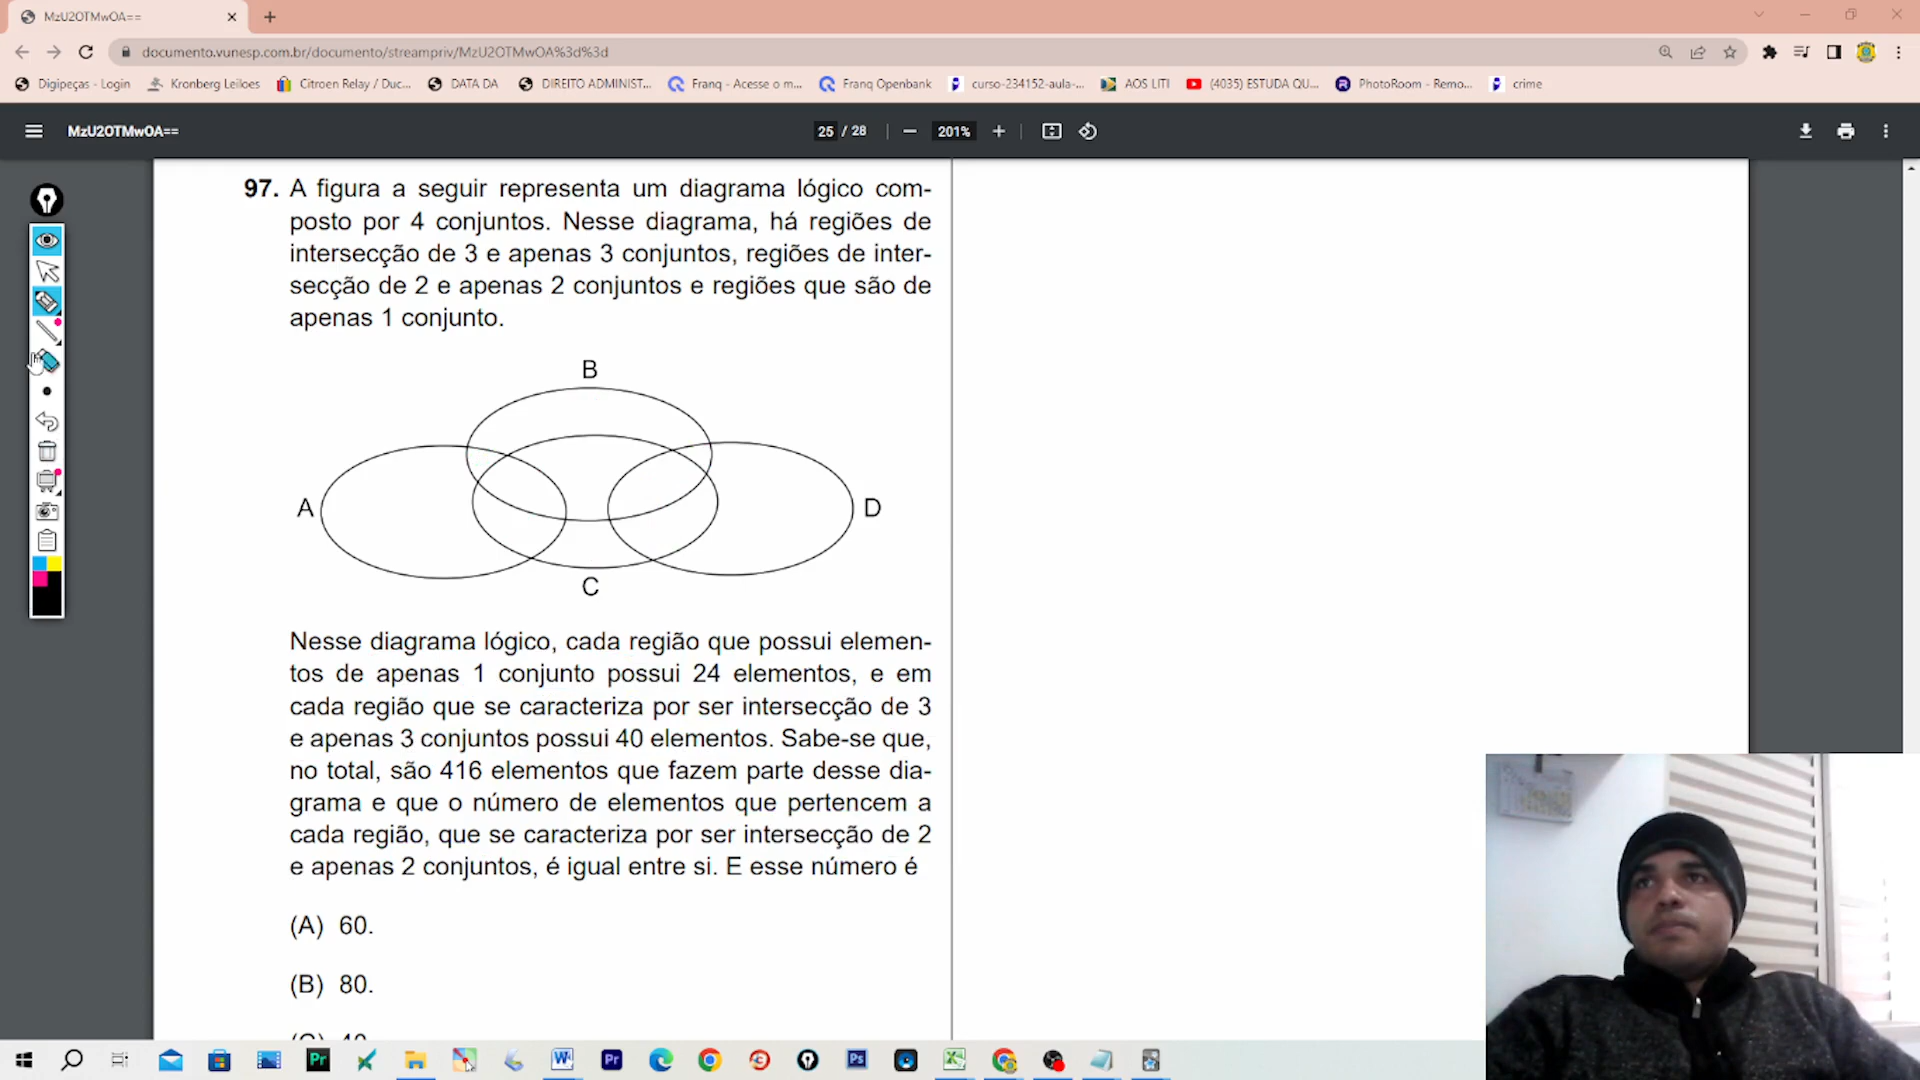 MzU2OTMwOA==
documento.vunesp.com.br/documento/streampriv/MzU2OTMwOA%3d%3d
Digipeças - Login
Kronberg Leiloes
Citroen Relay / Duc...
DATA DA
DIREITO ADMINIST...
Franq - Acesse o m...
Franq Openbank
curso-234152-aula-...
AOS LITI
(4035) ESTUDA QU...
PhotoRoom - Remo...
crime
MzU2OTMwOA==
25 / 28
201%
97. A figura a seguir representa um diagrama lógico com-
posto por 4 conjuntos. Nesse diagrama, há regiões de
intersecção de 3 e apenas 3 conjuntos, regiões de inter-
secção de 2 e apenas 2 conjuntos e regiões que são de
apenas 1 conjunto.
B
A
D
C
Nesse diagrama lógico, cada região que possui elemen-
tos de apenas 1 conjunto possui 24 elementos, e em
cada região que se caracteriza por ser intersecção de 3
e apenas 3 conjuntos possui 40 elementos. Sabe-se que,
no total, são 416 elementos que fazem parte desse dia-
grama e que o número de elementos que pertencem a
cada região, que se caracteriza por ser intersecção de 2
e apenas 2 conjuntos, é igual entre si. E esse número é
(A) 60.
(B) 80.